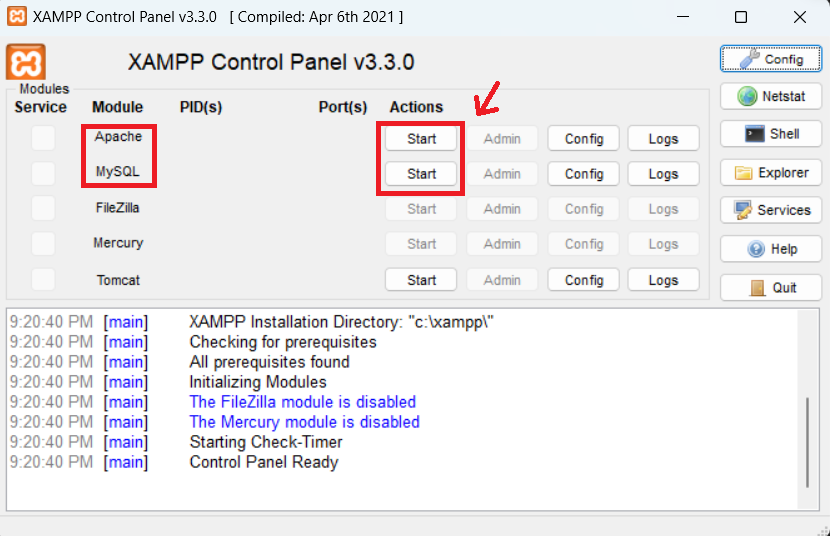 XAMPP Control Panel v3.3.0 [ Compiled: Apr 6th 2021 ]
XAMPP Control Panel v3.3.0
Config
Modules
Service Module PID(s) Port(s) Actions
Netstat
Apache Start Admin Config Logs
Shell
MySQL Start Admin Config Logs
Explorer
FileZilla Start Admin Config Logs
Services
Mercury Start Admin Config Logs
Help
Tomcat Start Admin Config Logs
Quit
9:20:40 PM [main] XAMPP Installation Directory: "c:\xampp\"
9:20:40 PM [main] Checking for prerequisites
9:20:40 PM [main] All prerequisites found
9:20:40 PM [main] Initializing Modules
9:20:40 PM [main] The FileZilla module is disabled
9:20:40 PM [main] The Mercury module is disabled
9:20:40 PM [main] Starting Check-Timer
9:20:40 PM [main] Control Panel Ready